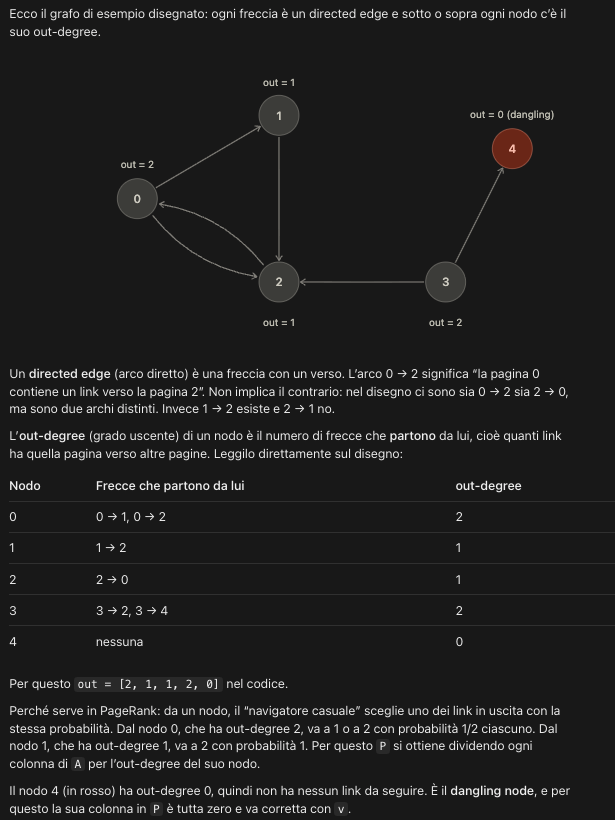 Ecco il grafo di esempio disegnato: ogni freccia è un directed edge e sotto o sopra ogni nodo c'è il
suo out-degree.
out = 1
1
out = 0 (dangling)
4
out = 2
0
2
3
out = 1
out = 2
Un directed edge (arco diretto) è una freccia con un verso. L'arco 0 → 2 significa "la pagina 0
contiene un link verso la pagina 2". Non implica il contrario: nel disegno ci sono sia 0 → 2 sia 2 → 0,
ma sono due archi distinti. Invece 1 → 2 esiste e 2 → 1 no.
L'out-degree (grado uscente) di un nodo è il numero di frecce che partono da lui, cioè quanti link
ha quella pagina verso altre pagine. Leggilo direttamente sul disegno:
Nodo Frecce che partono da lui out-degree
0 0 → 1, 0 → 2 2
1 1 → 2 1
2 2 → 0 1
3 3 → 2, 3 → 4 2
4 nessuna 0
Per questo out = [2, 1, 1, 2, 0] nel codice.
Perché serve in PageRank: da un nodo, il "navigatore casuale" sceglie uno dei link in uscita con la
stessa probabilità. Dal nodo 0, che ha out-degree 2, va a 1 o a 2 con probabilità 1/2 ciascuno. Dal
nodo 1, che ha out-degree 1, va a 2 con probabilità 1. Per questo P si ottiene dividendo ogni
colonna di A per l'out-degree del suo nodo.
Il nodo 4 (in rosso) ha out-degree 0, quindi non ha nessun link da seguire. È il dangling node, e per
questo la sua colonna in P è tutta zero e va corretta con v.